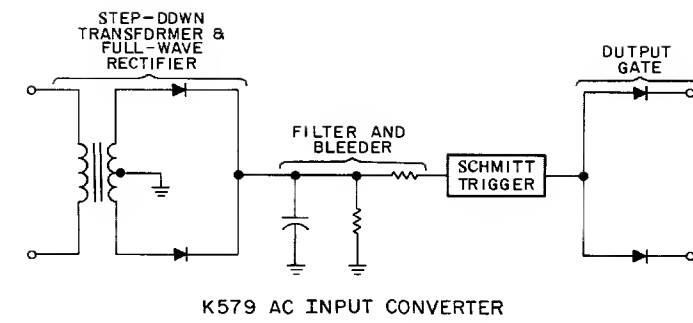 STEP-DDWN
TRANSFDRMER &
FULL-WAVE
RECTIFIER
FILTER AND
BLEEDER
SCHMITT
TRIGGER
DUTPUT
GATE
K579 AC INPUT CONVERTER